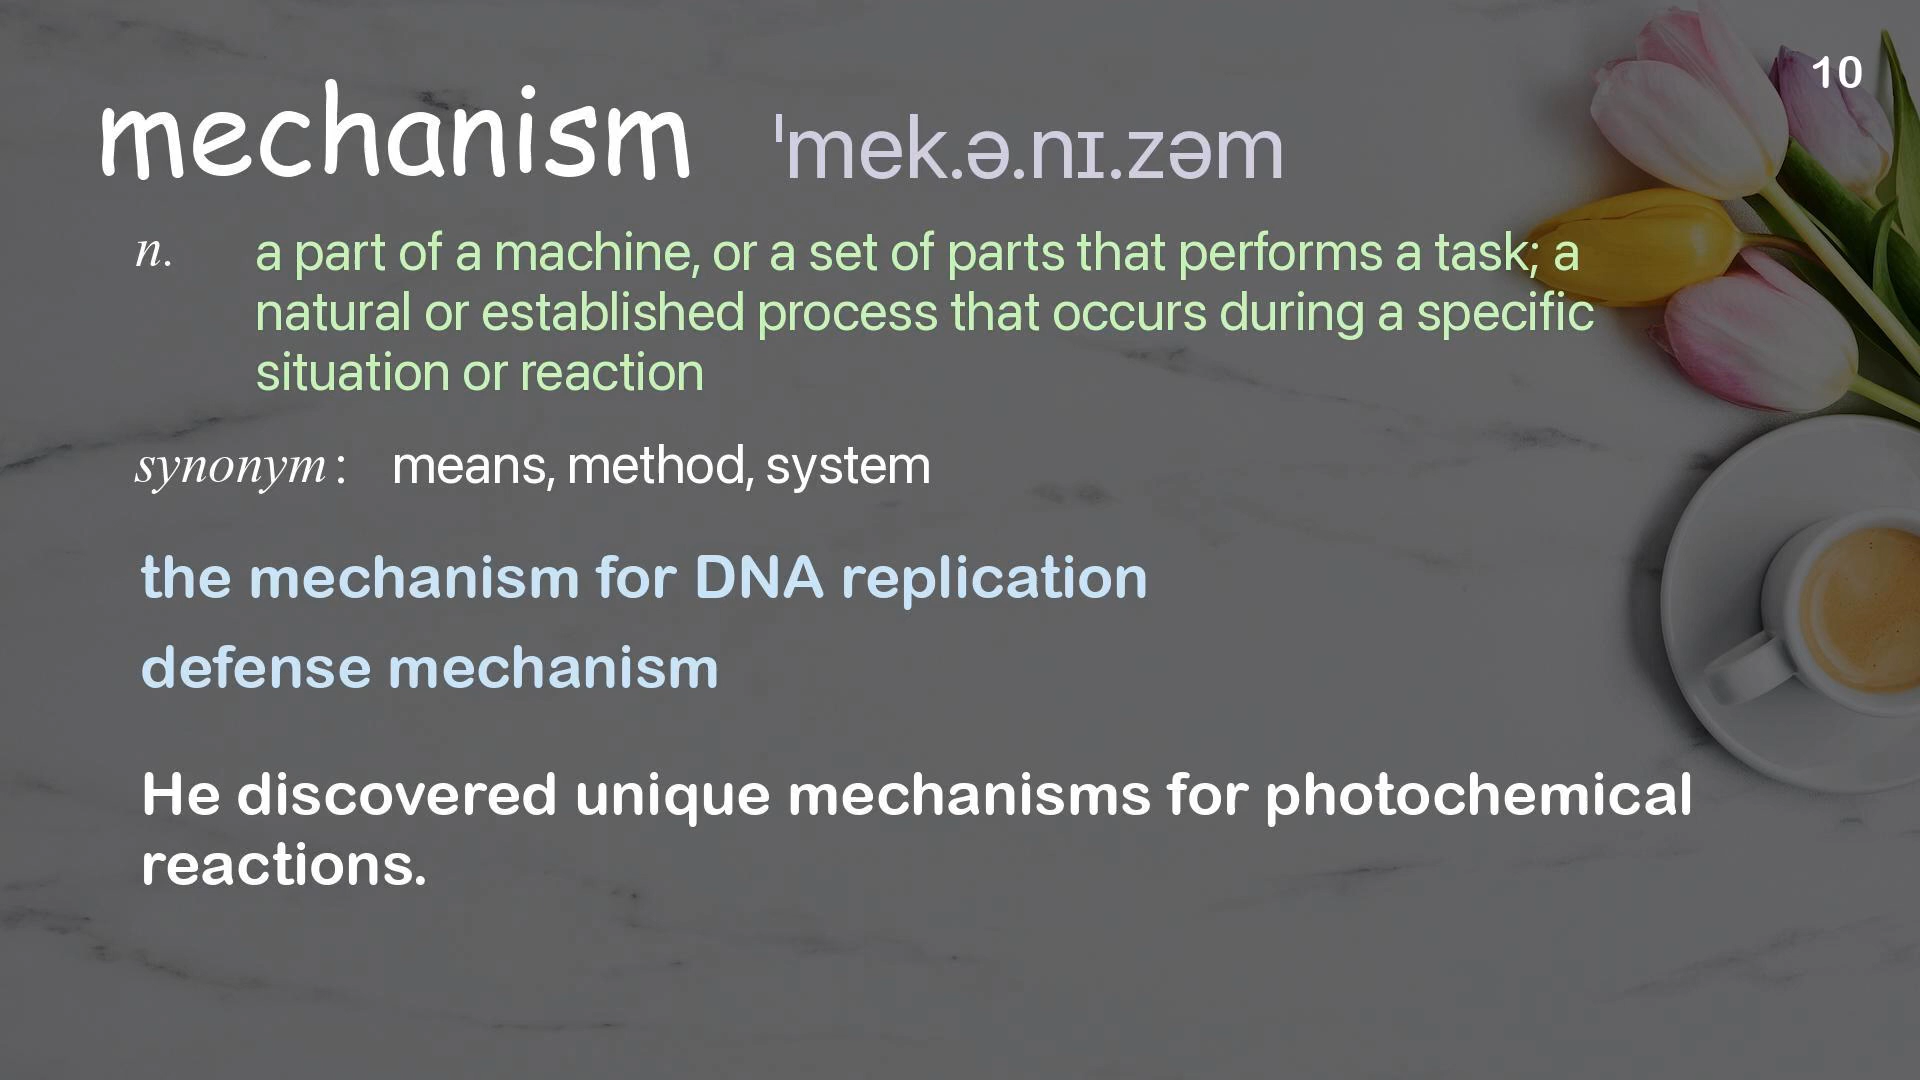 10
mechanism ˈmek.ə.nɪ.zəm
n. a part of a machine, or a set of parts that performs a task; a
natural or established process that occurs during a specific
situation or reaction
synonym: means, method, system
the mechanism for DNA replication
defense mechanism
He discovered unique mechanisms for photochemical
reactions.